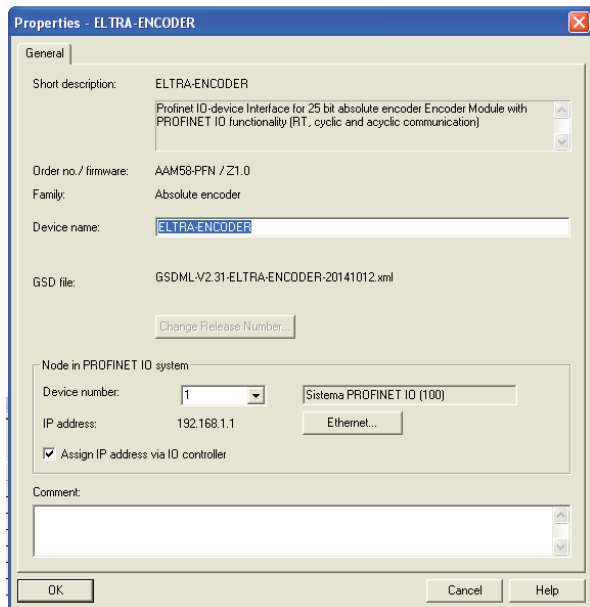 Properties - ELTRA-ENCODER
General
Short description: ELTRA-ENCODER
Profinet IO-device Interface for 25 bit absolute encoder Encoder Module with
PROFINET IO functionality (RT, cyclic and acyclic communication)
Order no./ firmware: AAM58-PFN / Z1.0
Family: Absolute encoder
Device name: ELTRA-ENCODER
GSD file: GSDML-V2.31-ELTRA-ENCODER-20141012.xml
Change Release Number...
Node in PROFINET IO system
Device number: 1 Sistema PROFINET IO (100)
IP address: 192.168.1.1 Ethernet...
Assign IP address via IO controller
Comment:
OK Cancel Help